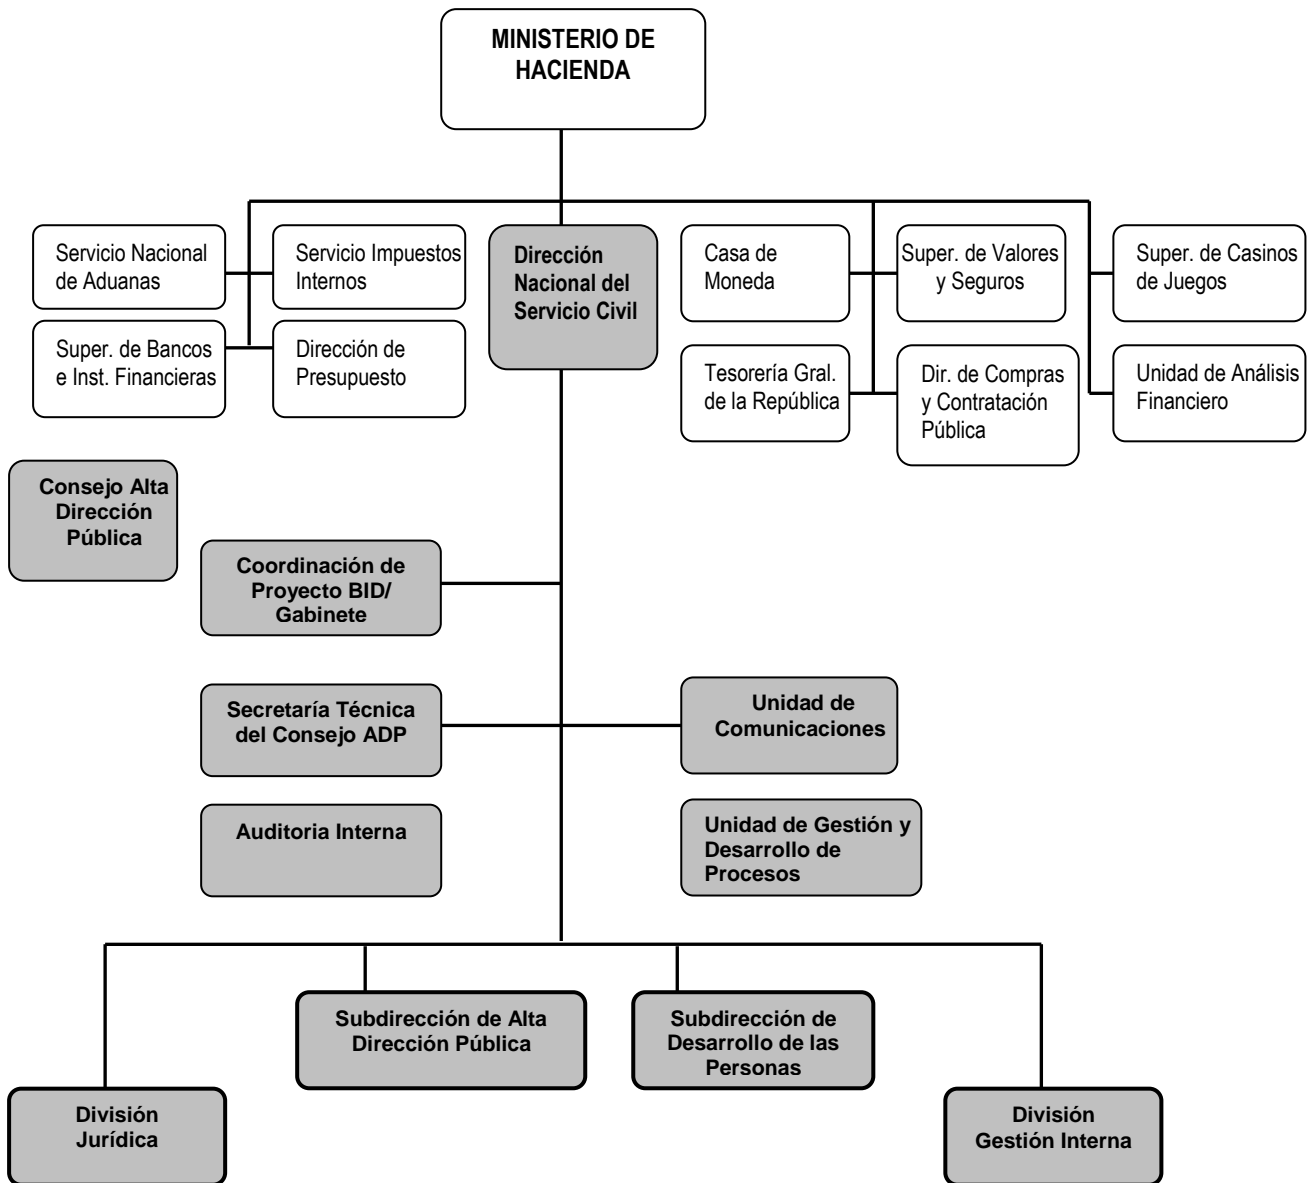 MINISTERIO DE
HACIENDA
Servicio Nacional
de Aduanas
Servicio Impuestos
Internos
Dirección
Nacional del
Servicio Civil
Casa de
Moneda
Super. de Valores
y Seguros
Super. de Casinos
de Juegos
Super. de Bancos
e Inst. Financieras
Dirección de
Presupuesto
Tesorería Gral.
de la República
Dir. de Compras
y Contratación
Pública
Unidad de Análisis
Financiero
Consejo Alta
Dirección
Pública
Coordinación de
Proyecto BID/
Gabinete
Secretaría Técnica
del Consejo ADP
Unidad de
Comunicaciones
Auditoria Interna
Unidad de Gestión y
Desarrollo de
Procesos
Subdirección de Alta
Dirección Pública
Subdirección de
Desarrollo de las
Personas
División
Jurídica
División
Gestión Interna